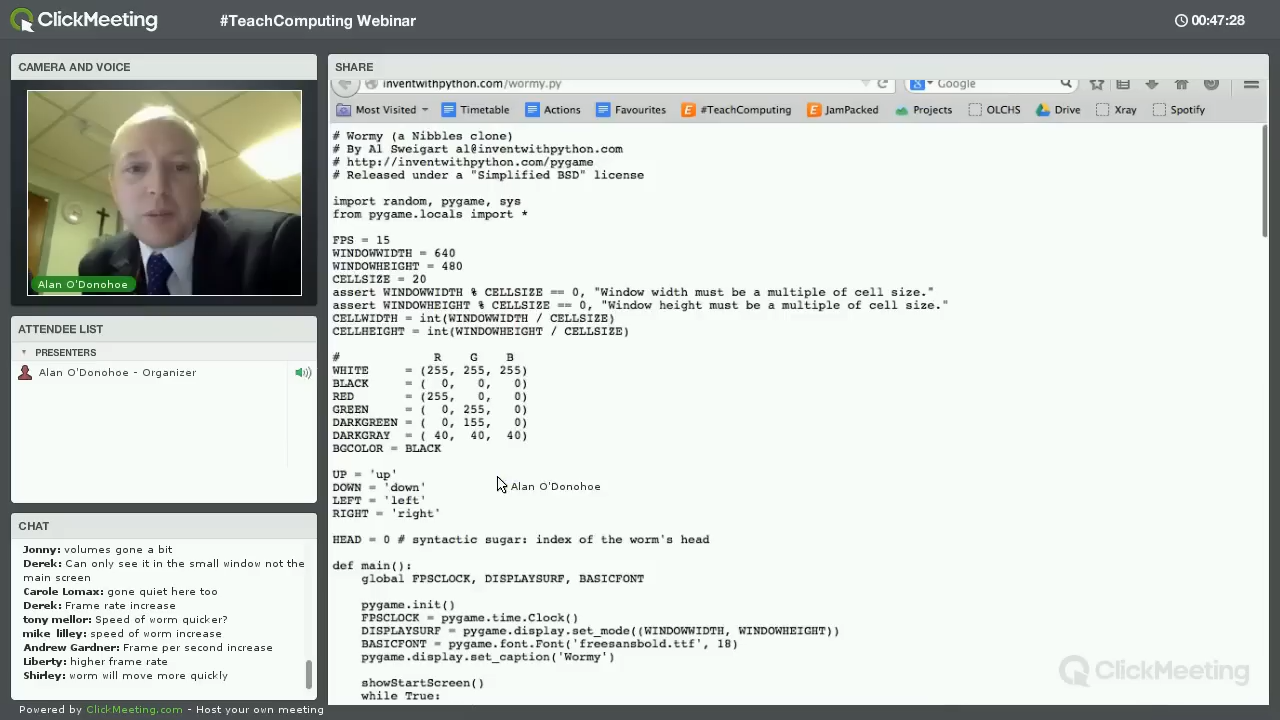 ClickMeeting
#TeachComputing Webinar
00:47:28
CAMERA AND VOICE
Alan O'Donohoe
ATTENDEE LIST
PRESENTERS
Alan O'Donohoe - Organizer
CHAT
Jonny: volumes gone a bit
Derek: Can only see it in the small window not the
main screen
Carole Lomax: gone quiet here too
Derek: Frame rate increase
tony mellor: Speed of worm quicker?
mike lilley: speed of worm increase
Andrew Gardner: Frame per second increase
Liberty: higher frame rate
Shirley: worm will move more quickly
Powered by ClickMeeting.com - Host your own meeting
SHARE
inventwithpython.com/wormy.py
Google
Most Visited Timetable Actions Favourites #TeachComputing JamPacked Projects OLCHS Drive Xray Spotify
# Wormy (a Nibbles clone)
# By Al Sweigart al@inventwithpython.com
# http://inventwithpython.com/pygame
# Released under a "Simplified BSD" license
import random, pygame, sys
from pygame.locals import *
FPS = 15
WINDOWWIDTH = 640
WINDOWHEIGHT = 480
CELLSIZE = 20
assert WINDOWWIDTH % CELLSIZE == 0, "Window width must be a multiple of cell size."
assert WINDOWHEIGHT % CELLSIZE == 0, "Window height must be a multiple of cell size."
CELLWIDTH = int(WINDOWWIDTH / CELLSIZE)
CELLHEIGHT = int(WINDOWHEIGHT / CELLSIZE)
# R G B
WHITE = (255, 255, 255)
BLACK = ( 0, 0, 0)
RED = (255, 0, 0)
GREEN = ( 0, 255, 0)
DARKGREEN = ( 0, 155, 0)
DARKGRAY = ( 40, 40, 40)
BGCOLOR = BLACK
UP = 'up'
DOWN = 'down'
Alan O'Donohoe
LEFT = 'left'
RIGHT = 'right'
HEAD = 0 # syntactic sugar: index of the worm's head
def main():
global FPSCLOCK, DISPLAYSURF, BASICFONT
pygame.init()
FPSCLOCK = pygame.time.Clock()
DISPLAYSURF = pygame.display.set_mode((WINDOWWIDTH, WINDOWHEIGHT))
BASICFONT = pygame.font.Font('freesansbold.ttf', 18)
pygame.display.set_caption('Wormy')
showStartScreen()
while True:
ClickMeeting